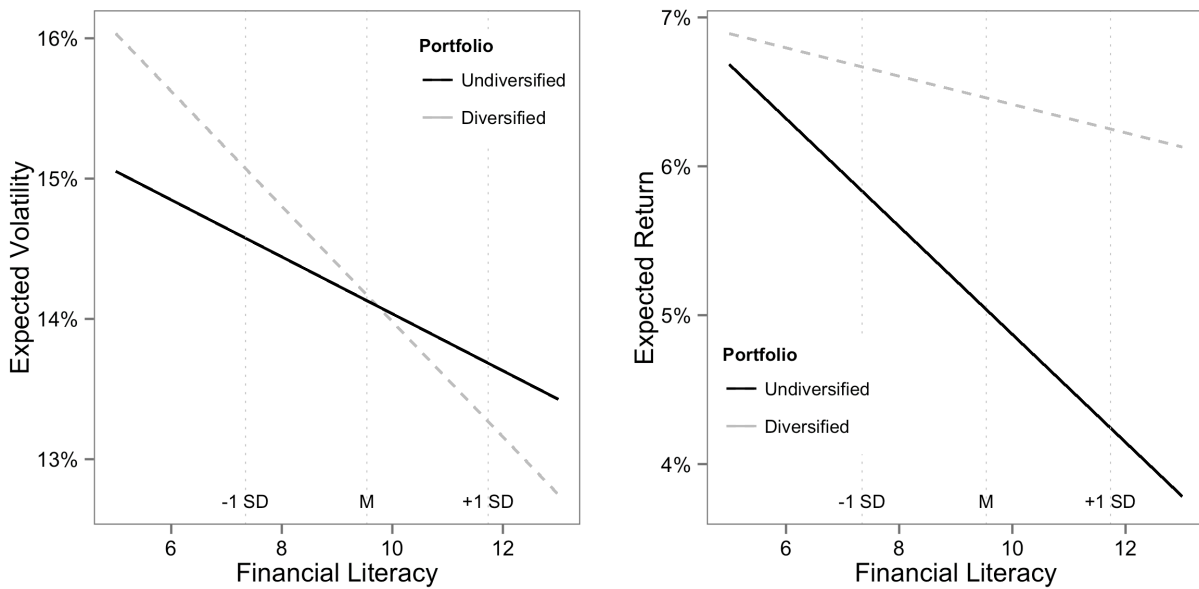 Expected Volatility
16%
15%
14%
13%
Portfolio
Undiversified
Diversified
-1 SD M +1 SD
6 8 10 12
Financial Literacy
Expected Return
7%
6%
5%
4%
Portfolio
Undiversified
Diversified
-1 SD M +1 SD
6 8 10 12
Financial Literacy